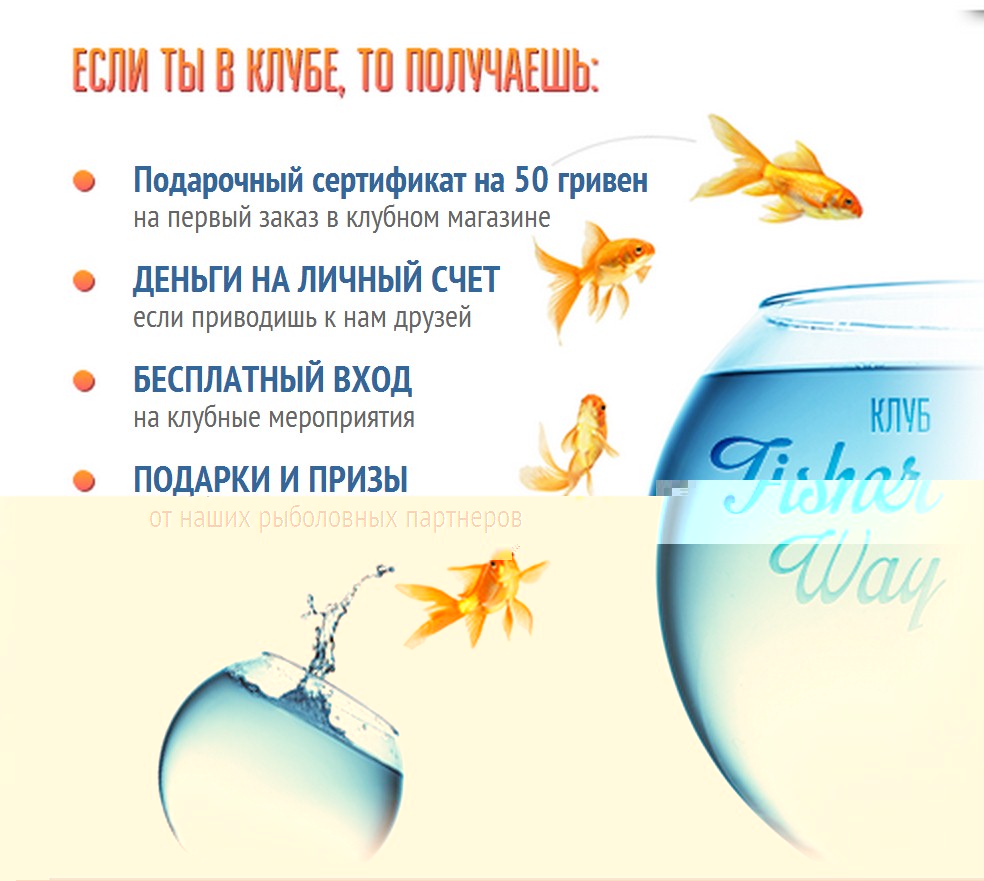 ЕСЛИ ТЫ В КЛУБЕ, ТО ПОЛУЧАЕШЬ:
Подарочный сертификат на 50 гривен
на первый заказ в клубном магазине
ДЕНЬГИ НА ЛИЧНЫЙ СЧЕТ
если приводишь к нам друзей
БЕСПЛАТНЫЙ ВХОД
на клубные мероприятия
ПОДАРКИ И ПРИЗЫ
от наших рыболовных партнеров
КЛУБ
Fisher
Way